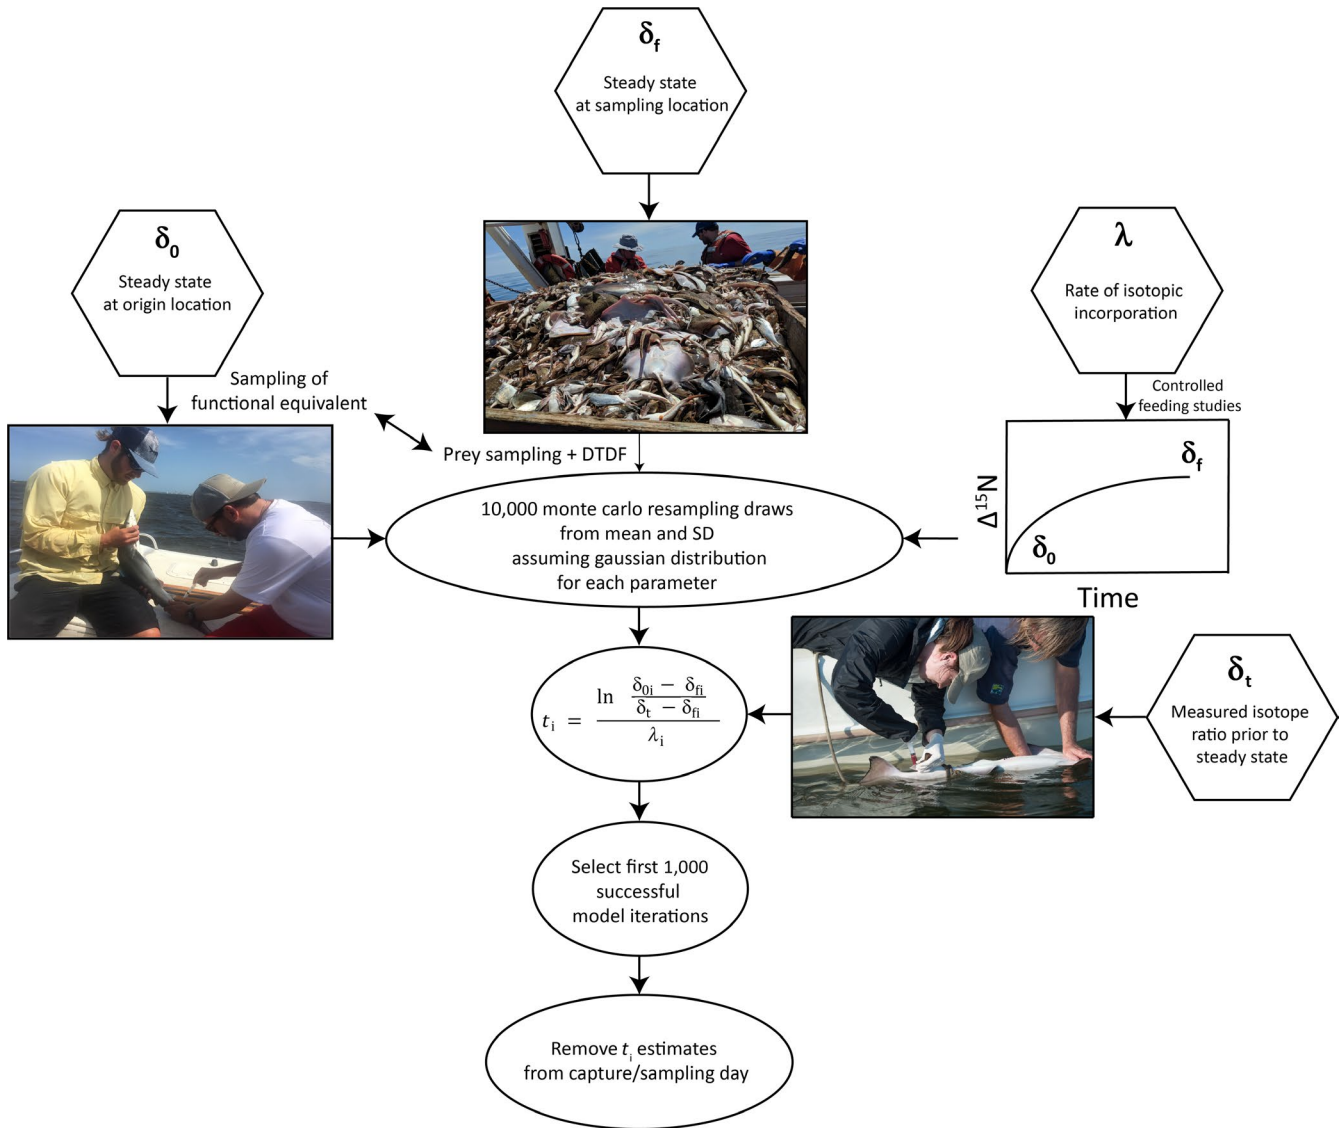 δf
Steady state
at sampling location
δ0
Steady state
at origin location
λ
Rate of isotopic
incorporation
Sampling of
functional equivalent
Controlled
feeding studies
Prey sampling + DTDF
Δ15N
δf
δ0
Time
10,000 monte carlo resampling draws
from mean and SD
assuming gaussian distribution
for each parameter
ti = ln δ0i − δfi / δt − δfi / λi
δt
Measured isotope
ratio prior to
steady state
Select first 1,000
successful
model iterations
Remove ti estimates
from capture/sampling day